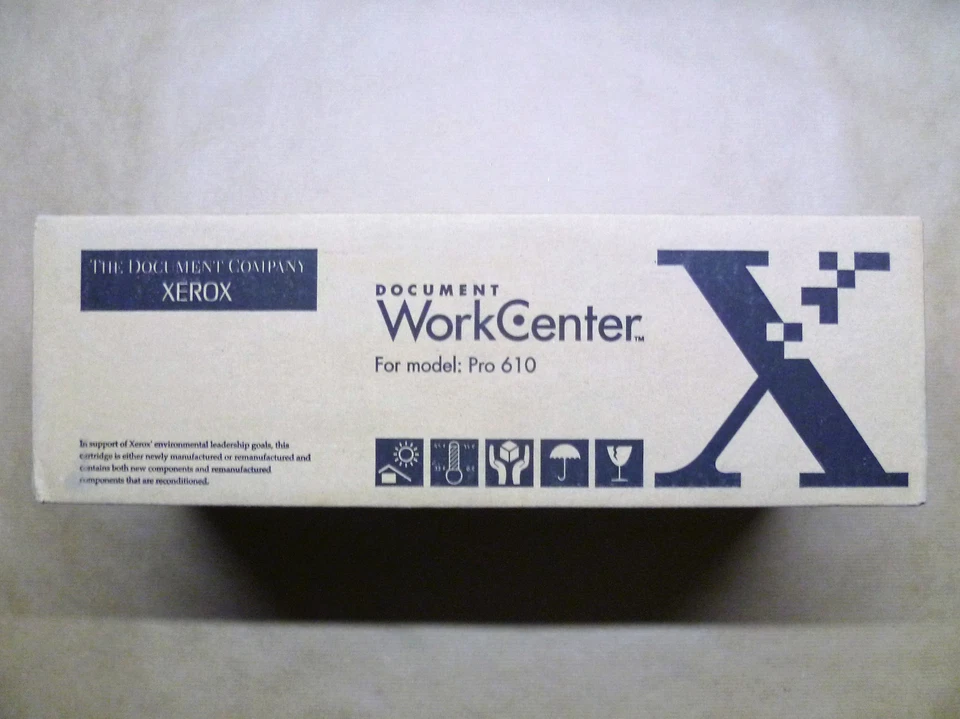 THE DOCUMENT COMPANY
XEROX
DOCUMENT
WorkCenter™
For model: Pro 610
In support of Xerox' environmental leadership goals, this
cartridge is either newly manufactured or remanufactured and
contains both new components and remanufactured
components that are reconditioned.
X